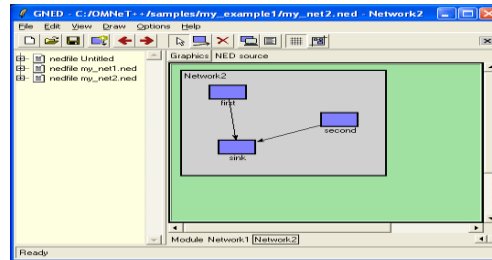 GNED - C:/OMNeT++/samples/my_example1/my_net2.ned - Network2
File Edit View Draw Options Help
Graphics NED source
nedfile Untitled
nedfile my_net1.ned
nedfile my_net2.ned
Network2
first
second
sink
Module Network1 Network2
Ready